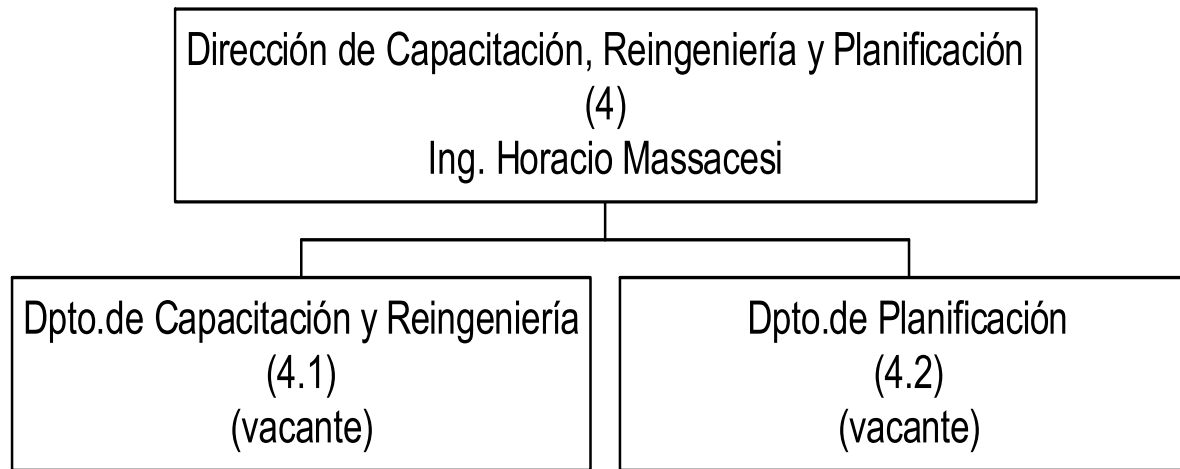 Dirección de Capacitación, Reingeniería y Planificación
(4)
Ing. Horacio Massacesi
Dpto.de Capacitación y Reingeniería
(4.1)
(vacante)
Dpto.de Planificación
(4.2)
(vacante)